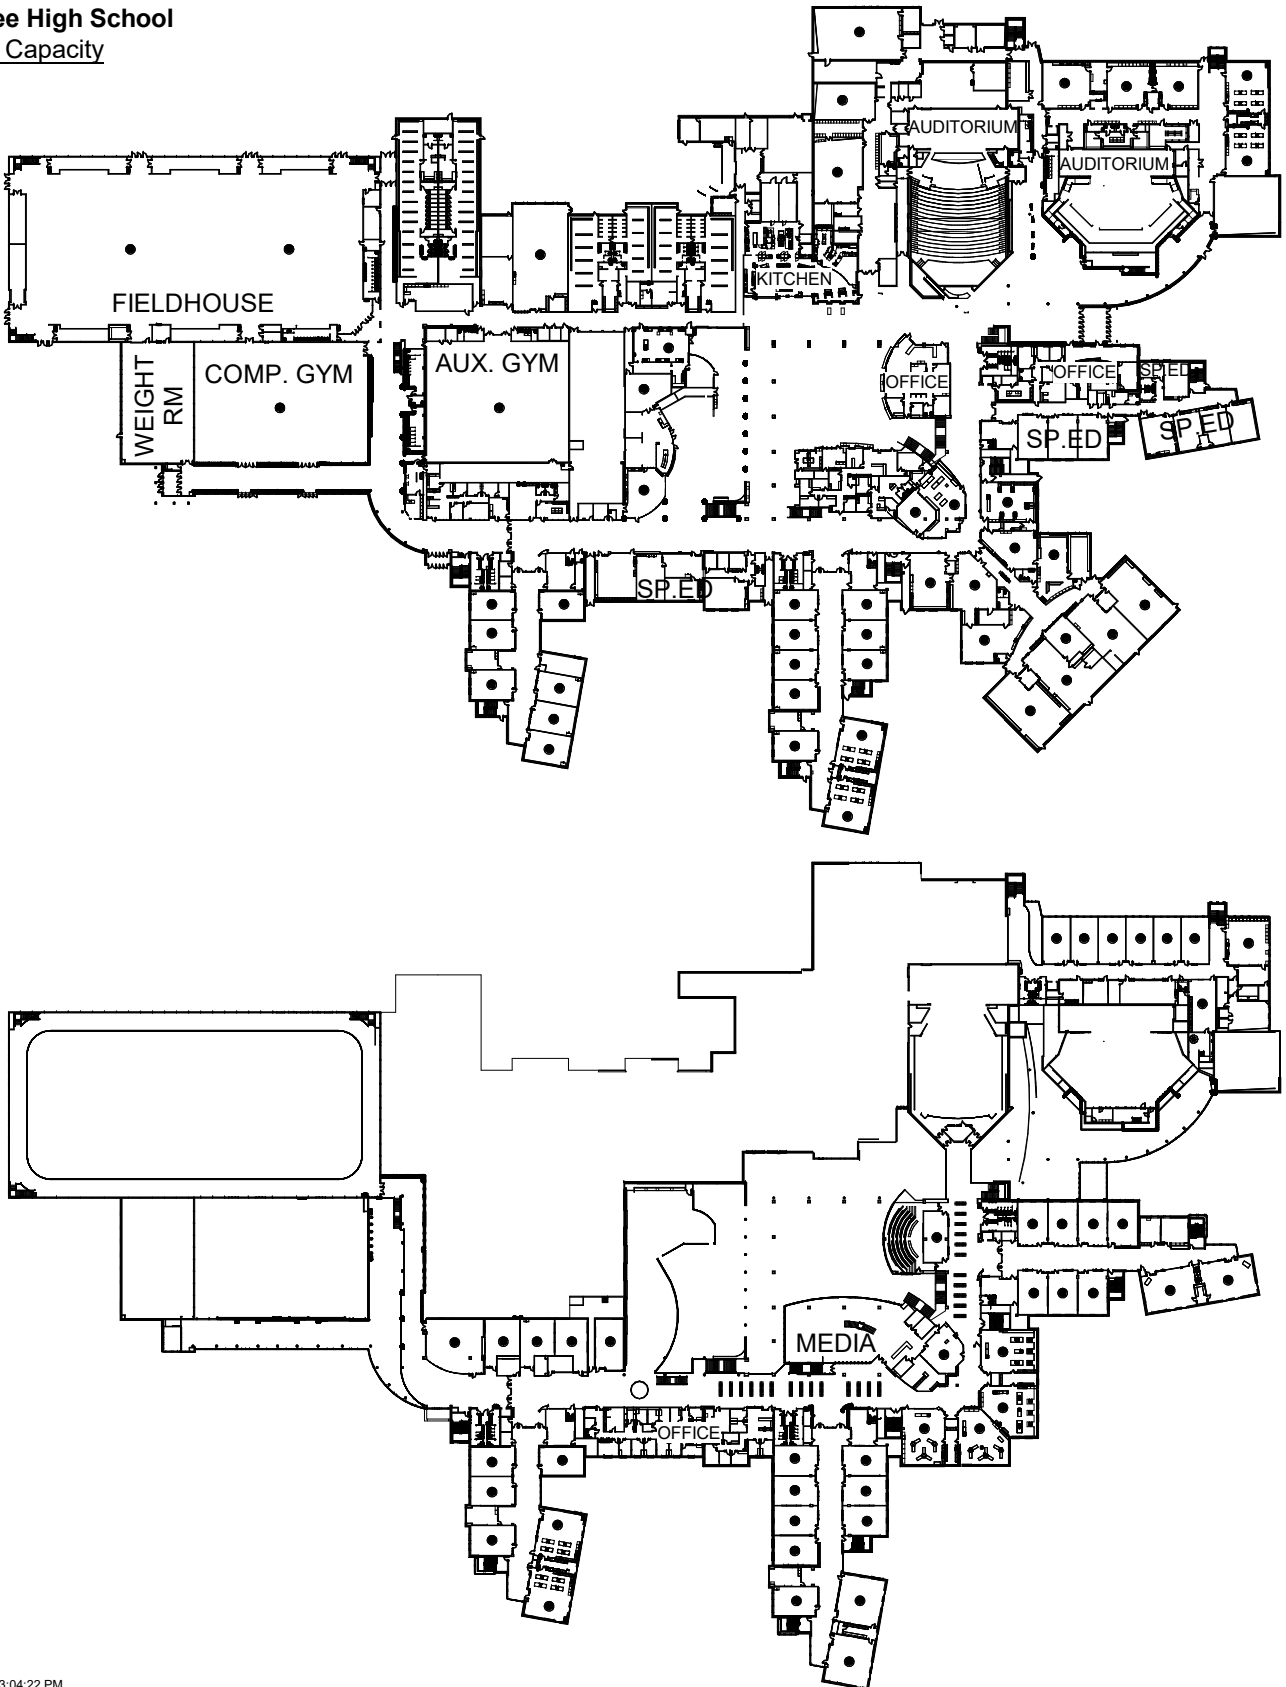 ee High School
Capacity
AUDITORIUM
AUDITORIUM
KITCHEN
FIELDHOUSE
WEIGHT
RM
COMP. GYM
AUX. GYM
OFFICE
OFFICE
SP.ED
SP.ED
SP.ED
SP.ED
MEDIA
OFFICE
3:04:22 PM